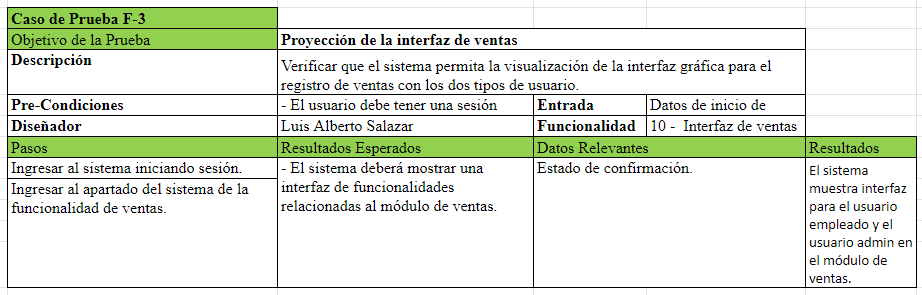 Caso de Prueba F-3
Objetivo de la Prueba
Proyección de la interfaz de ventas
Descripción
Verificar que el sistema permita la visualización de la interfaz gráfica para el
registro de ventas con los dos tipos de usuario.
Pre-Condiciones
- El usuario debe tener una sesión
Entrada
Datos de inicio de
Diseñador
Luis Alberto Salazar
Funcionalidad
10 - Interfaz de ventas
Pasos
Resultados Esperados
Datos Relevantes
Resultados
Ingresar al sistema iniciando sesión.
Ingresar al apartado del sistema de la
funcionalidad de ventas.
- El sistema deberá mostrar una
interfaz de funcionalidades
relacionadas al módulo de ventas.
Estado de confirmación.
El sistema
muestra interfaz
para el usuario
empleado y el
usuario admin en
el módulo de
ventas.